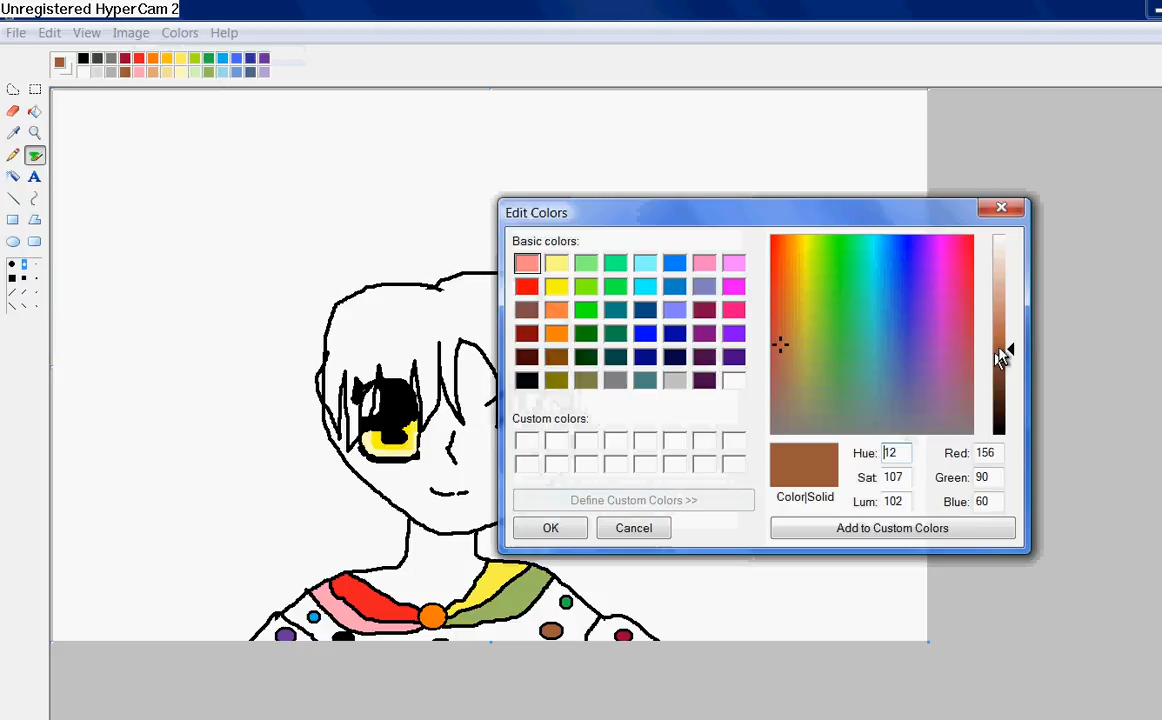 Unregistered HyperCam 2
File Edit View Image Colors Help
A
Edit Colors
Basic colors:
Custom colors:
Define Custom Colors >>
OK Cancel
Color|Solid
Hue: 12 Red: 156
Sat: 107 Green: 90
Lum: 102 Blue: 60
Add to Custom Colors